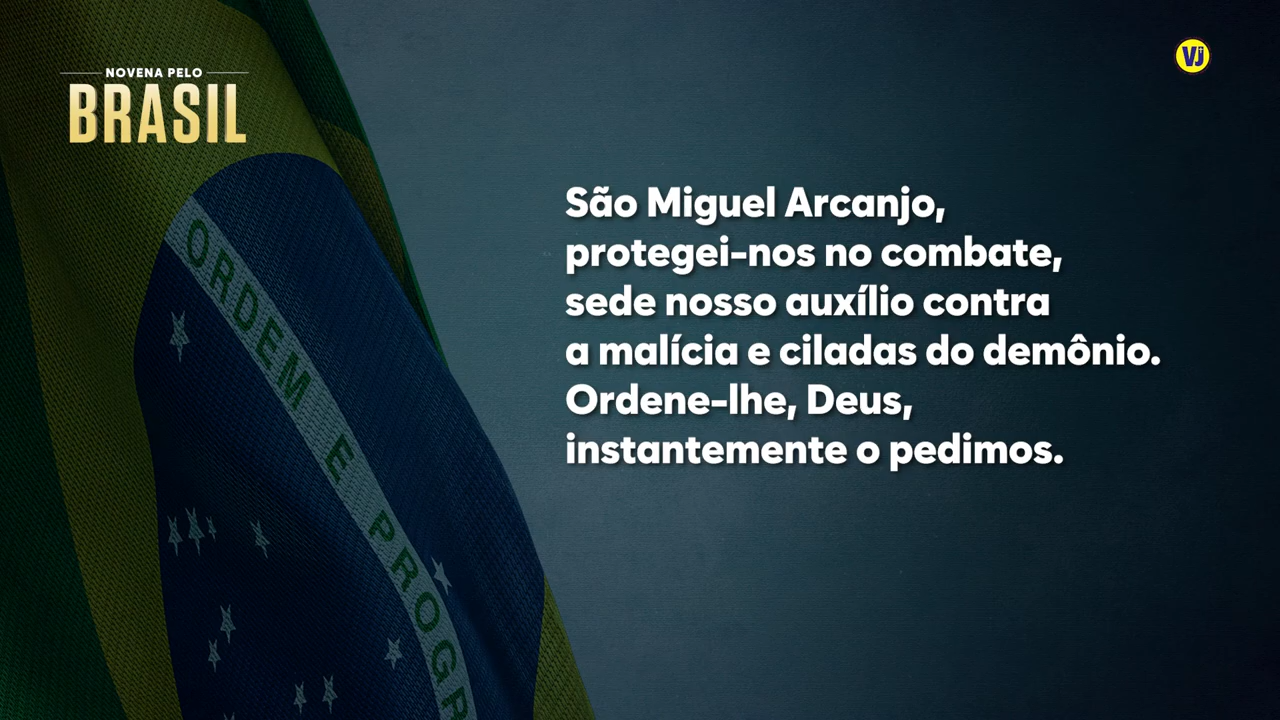 NOVENA PELO
BRASIL
VJ
São Miguel Arcanjo,
protegei-nos no combate,
sede nosso auxílio contra
a malícia e ciladas do demônio.
Ordene-lhe, Deus,
instantemente o pedimos.
ORDEM E PROGR